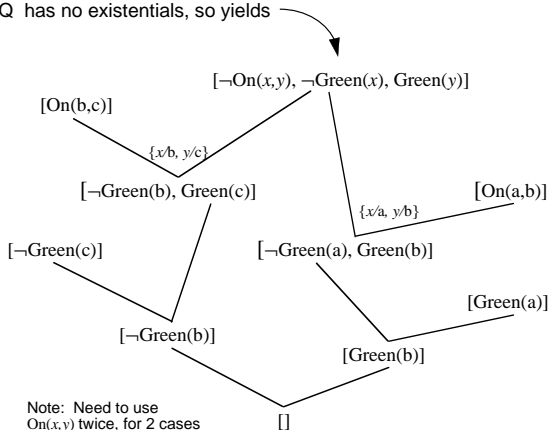 Q has no existentials, so yields
[¬On(x,y), ¬Green(x), Green(y)]
[On(b,c)]
{x/b, y/c}
[¬Green(b), Green(c)]
[On(a,b)]
{x/a, y/b}
[¬Green(c)]
[¬Green(a), Green(b)]
[Green(a)]
[¬Green(b)]
[Green(b)]
Note: Need to use
On(x,y) twice, for 2 cases
[]